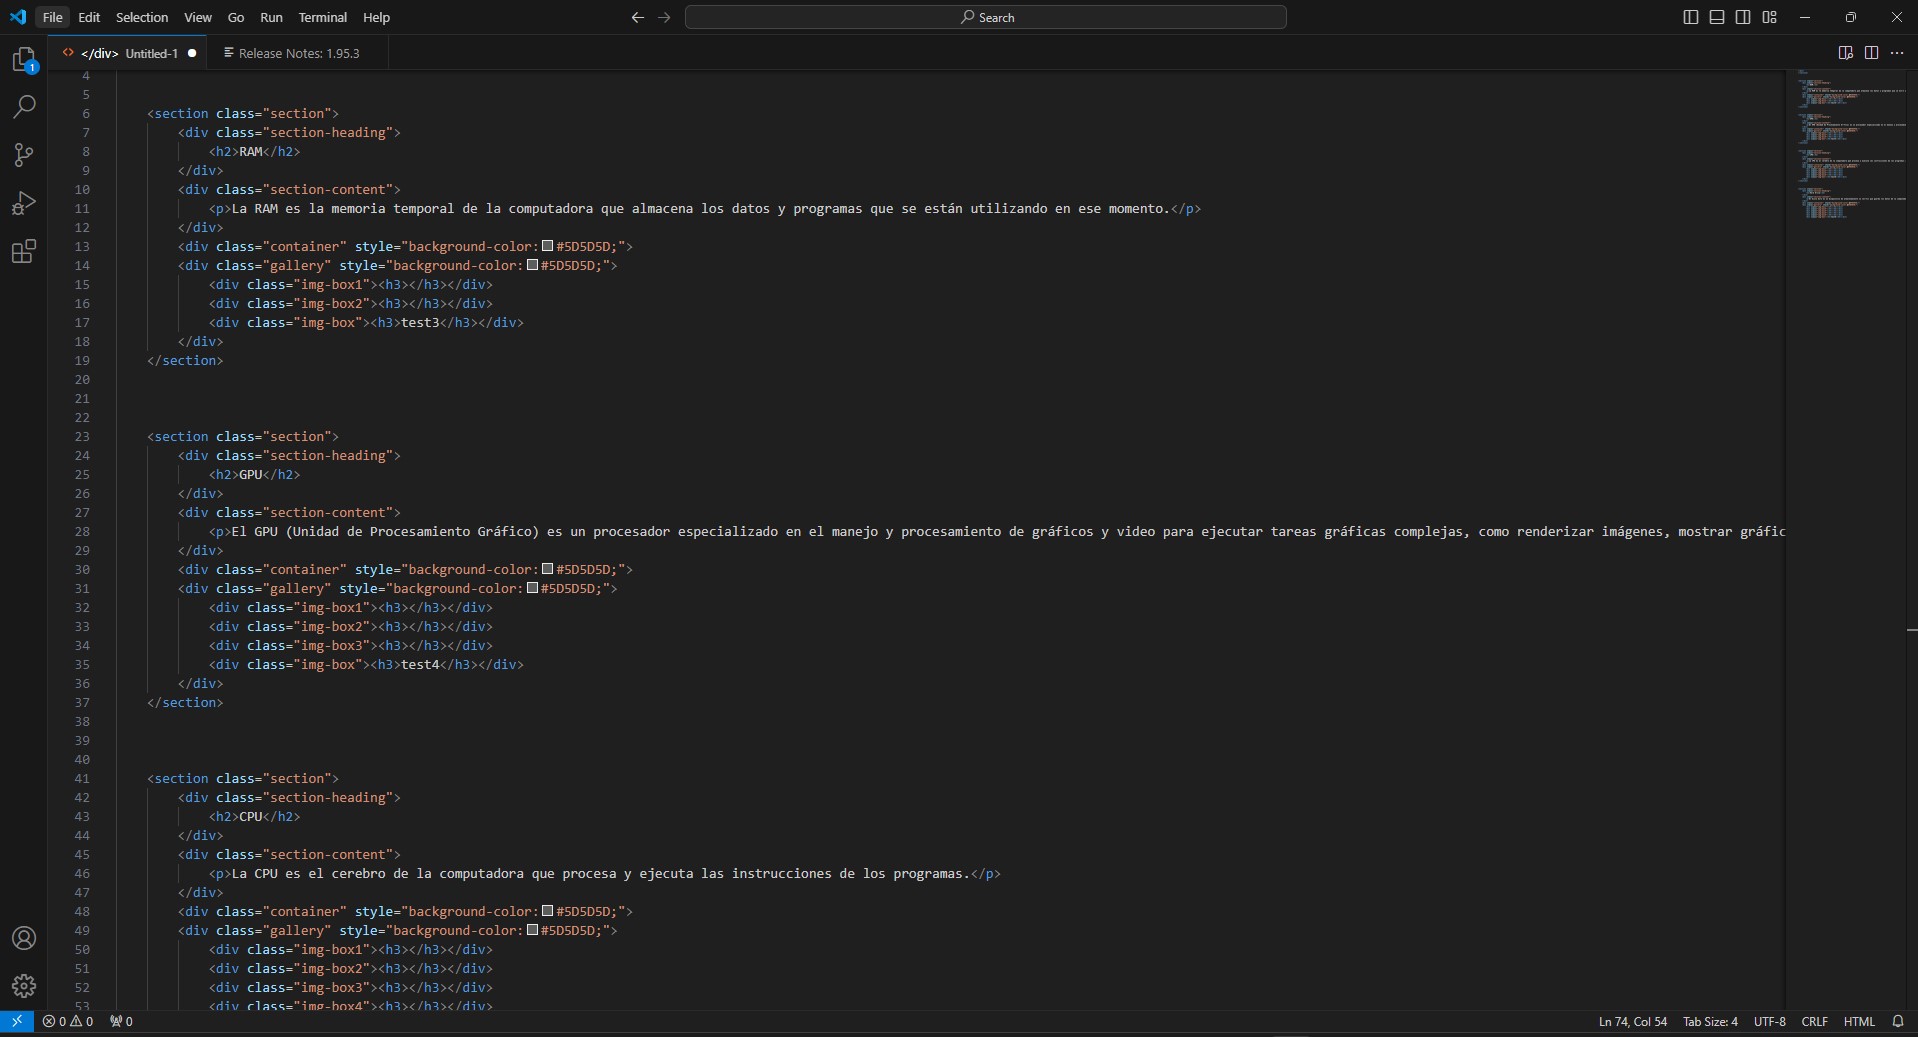 File Edit Selection View Go Run Terminal Help Search
</div> Untitled-1 Release Notes: 1.95.3
1
4
5
6 <section class="section">
7 <div class="section-heading">
8 <h2>RAM</h2>
9 </div>
10 <div class="section-content">
11 <p>La RAM es la memoria temporal de la computadora que almacena los datos y programas que se están utilizando en ese momento.</p>
12 </div>
13 <div class="container" style="background-color:#5D5D5D;">
14 <div class="gallery" style="background-color:#5D5D5D;">
15 <div class="img-box1"><h3></h3></div>
16 <div class="img-box2"><h3></h3></div>
17 <div class="img-box"><h3>test3</h3></div>
18 </div>
19 </section>
20
21
22
23 <section class="section">
24 <div class="section-heading">
25 <h2>GPU</h2>
26 </div>
27 <div class="section-content">
28 <p>El GPU (Unidad de Procesamiento Gráfico) es un procesador especializado en el manejo y procesamiento de gráficos y video para ejecutar tareas gráficas complejas, como renderizar imágenes, mostrar gráfic
29 </div>
30 <div class="container" style="background-color:#5D5D5D;">
31 <div class="gallery" style="background-color:#5D5D5D;">
32 <div class="img-box1"><h3></h3></div>
33 <div class="img-box2"><h3></h3></div>
34 <div class="img-box3"><h3></h3></div>
35 <div class="img-box"><h3>test4</h3></div>
36 </div>
37 </section>
38
39
40
41 <section class="section">
42 <div class="section-heading">
43 <h2>CPU</h2>
44 </div>
45 <div class="section-content">
46 <p>La CPU es el cerebro de la computadora que procesa y ejecuta las instrucciones de los programas.</p>
47 </div>
48 <div class="container" style="background-color:#5D5D5D;">
49 <div class="gallery" style="background-color:#5D5D5D;">
50 <div class="img-box1"><h3></h3></div>
51 <div class="img-box2"><h3></h3></div>
52 <div class="img-box3"><h3></h3></div>
53 <div class="img-box4"><h3></h3></div>
0 0 0 Ln 74, Col 54 Tab Size: 4 UTF-8 CRLF HTML